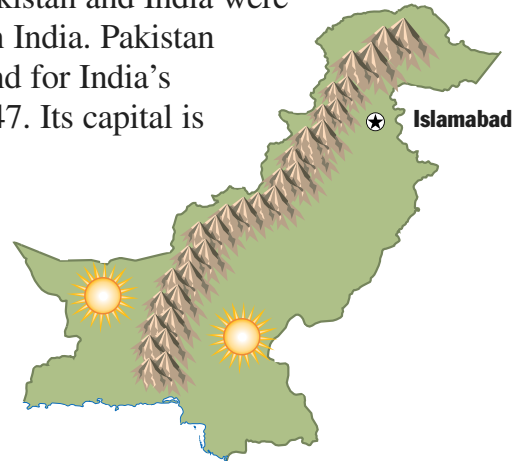 kistan and India were
n India. Pakistan
nd for India's
47. Its capital is
Islamabad